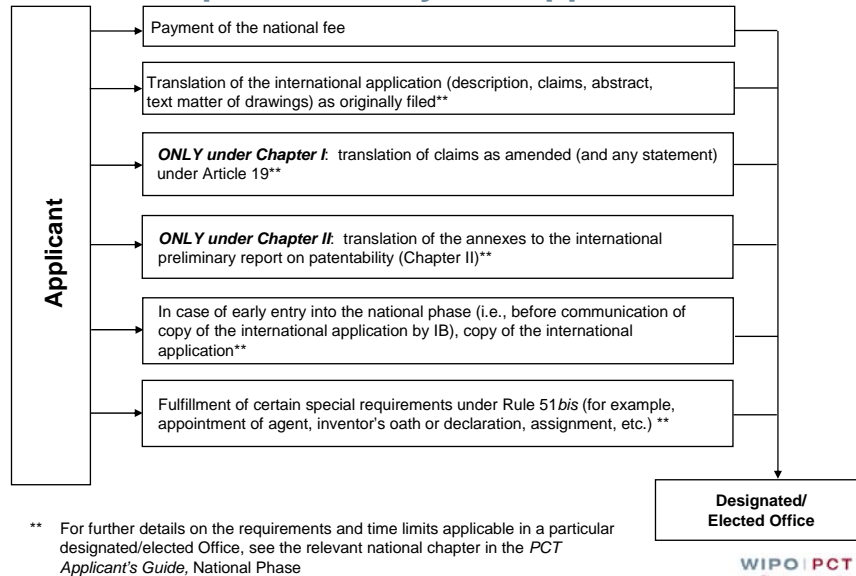 Applicant
Payment of the national fee
Translation of the international application (description, claims, abstract,
text matter of drawings) as originally filed**
ONLY under Chapter I: translation of claims as amended (and any statement)
under Article 19**
ONLY under Chapter II: translation of the annexes to the international
preliminary report on patentability (Chapter II)**
In case of early entry into the national phase (i.e., before communication of
copy of the international application by IB), copy of the international
application**
Fulfillment of certain special requirements under Rule 51bis (for example,
appointment of agent, inventor's oath or declaration, assignment, etc.) **
Designated/
Elected Office
** For further details on the requirements and time limits applicable in a particular
designated/elected Office, see the relevant national chapter in the PCT
Applicant's Guide, National Phase
WIPO|PCT